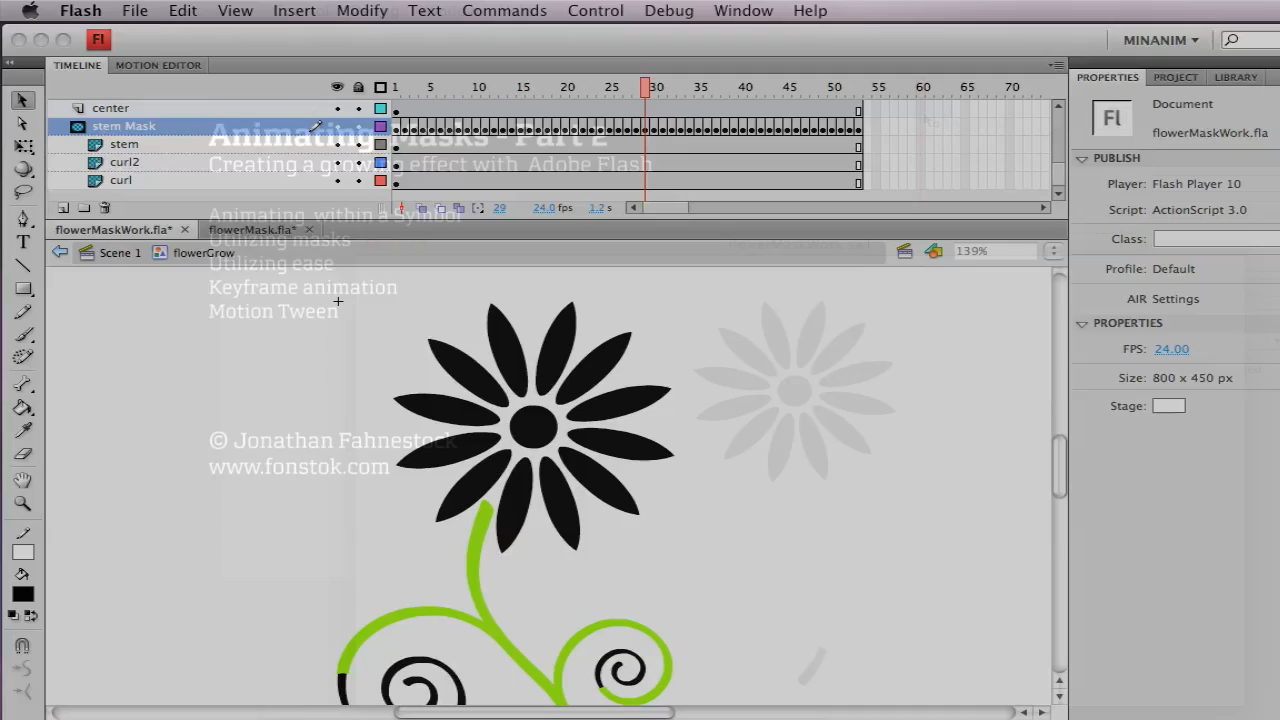 Flash File Edit View Insert Modify Text Commands Control Debug Window Help
Fl MINANIM
TIMELINE MOTION EDITOR
1 5 10 15 20 25 30 35 40 45 50 55 60 65 70
center
stem Mask
stem
curl2
curl
29 24.0 fps 1.2 s
flowerMaskWork.fla* × flowerMask.fla* ×
Scene 1 flowerGrow 139%
Animating Masks - Part 2
Creating a growing effect with Adobe Flash
Animating within a Symbol
Utilizing masks
Utilizing ease
Keyframe animation
Motion Tween
© Jonathan Fahnestock
www.fonstok.com
T
PROPERTIES PROJECT LIBRARY
Fl
Document
flowerMaskWork.fla
PUBLISH
Player: Flash Player 10
Script: ActionScript 3.0
Class:
Profile: Default
AIR Settings
PROPERTIES
FPS: 24.00
Size: 800 x 450 px
Stage: